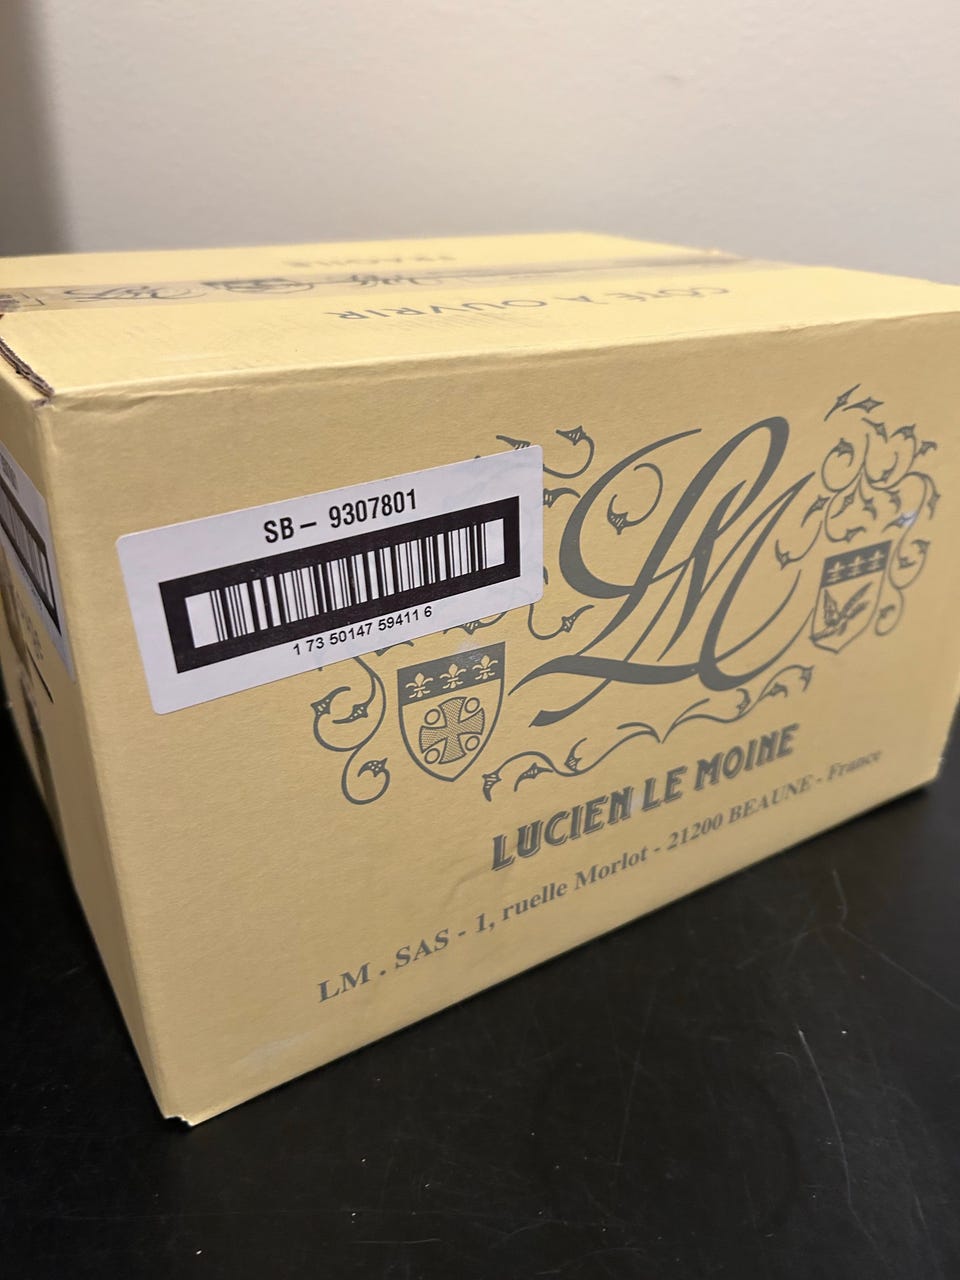 FRAGILE
CÔTÉ A OUVRIR
SB– 9307801
1 73 50147 59411 6
LM
LUCIEN LE MOINE
LM . SAS - 1, ruelle Morlot - 21200 BEAUNE - France